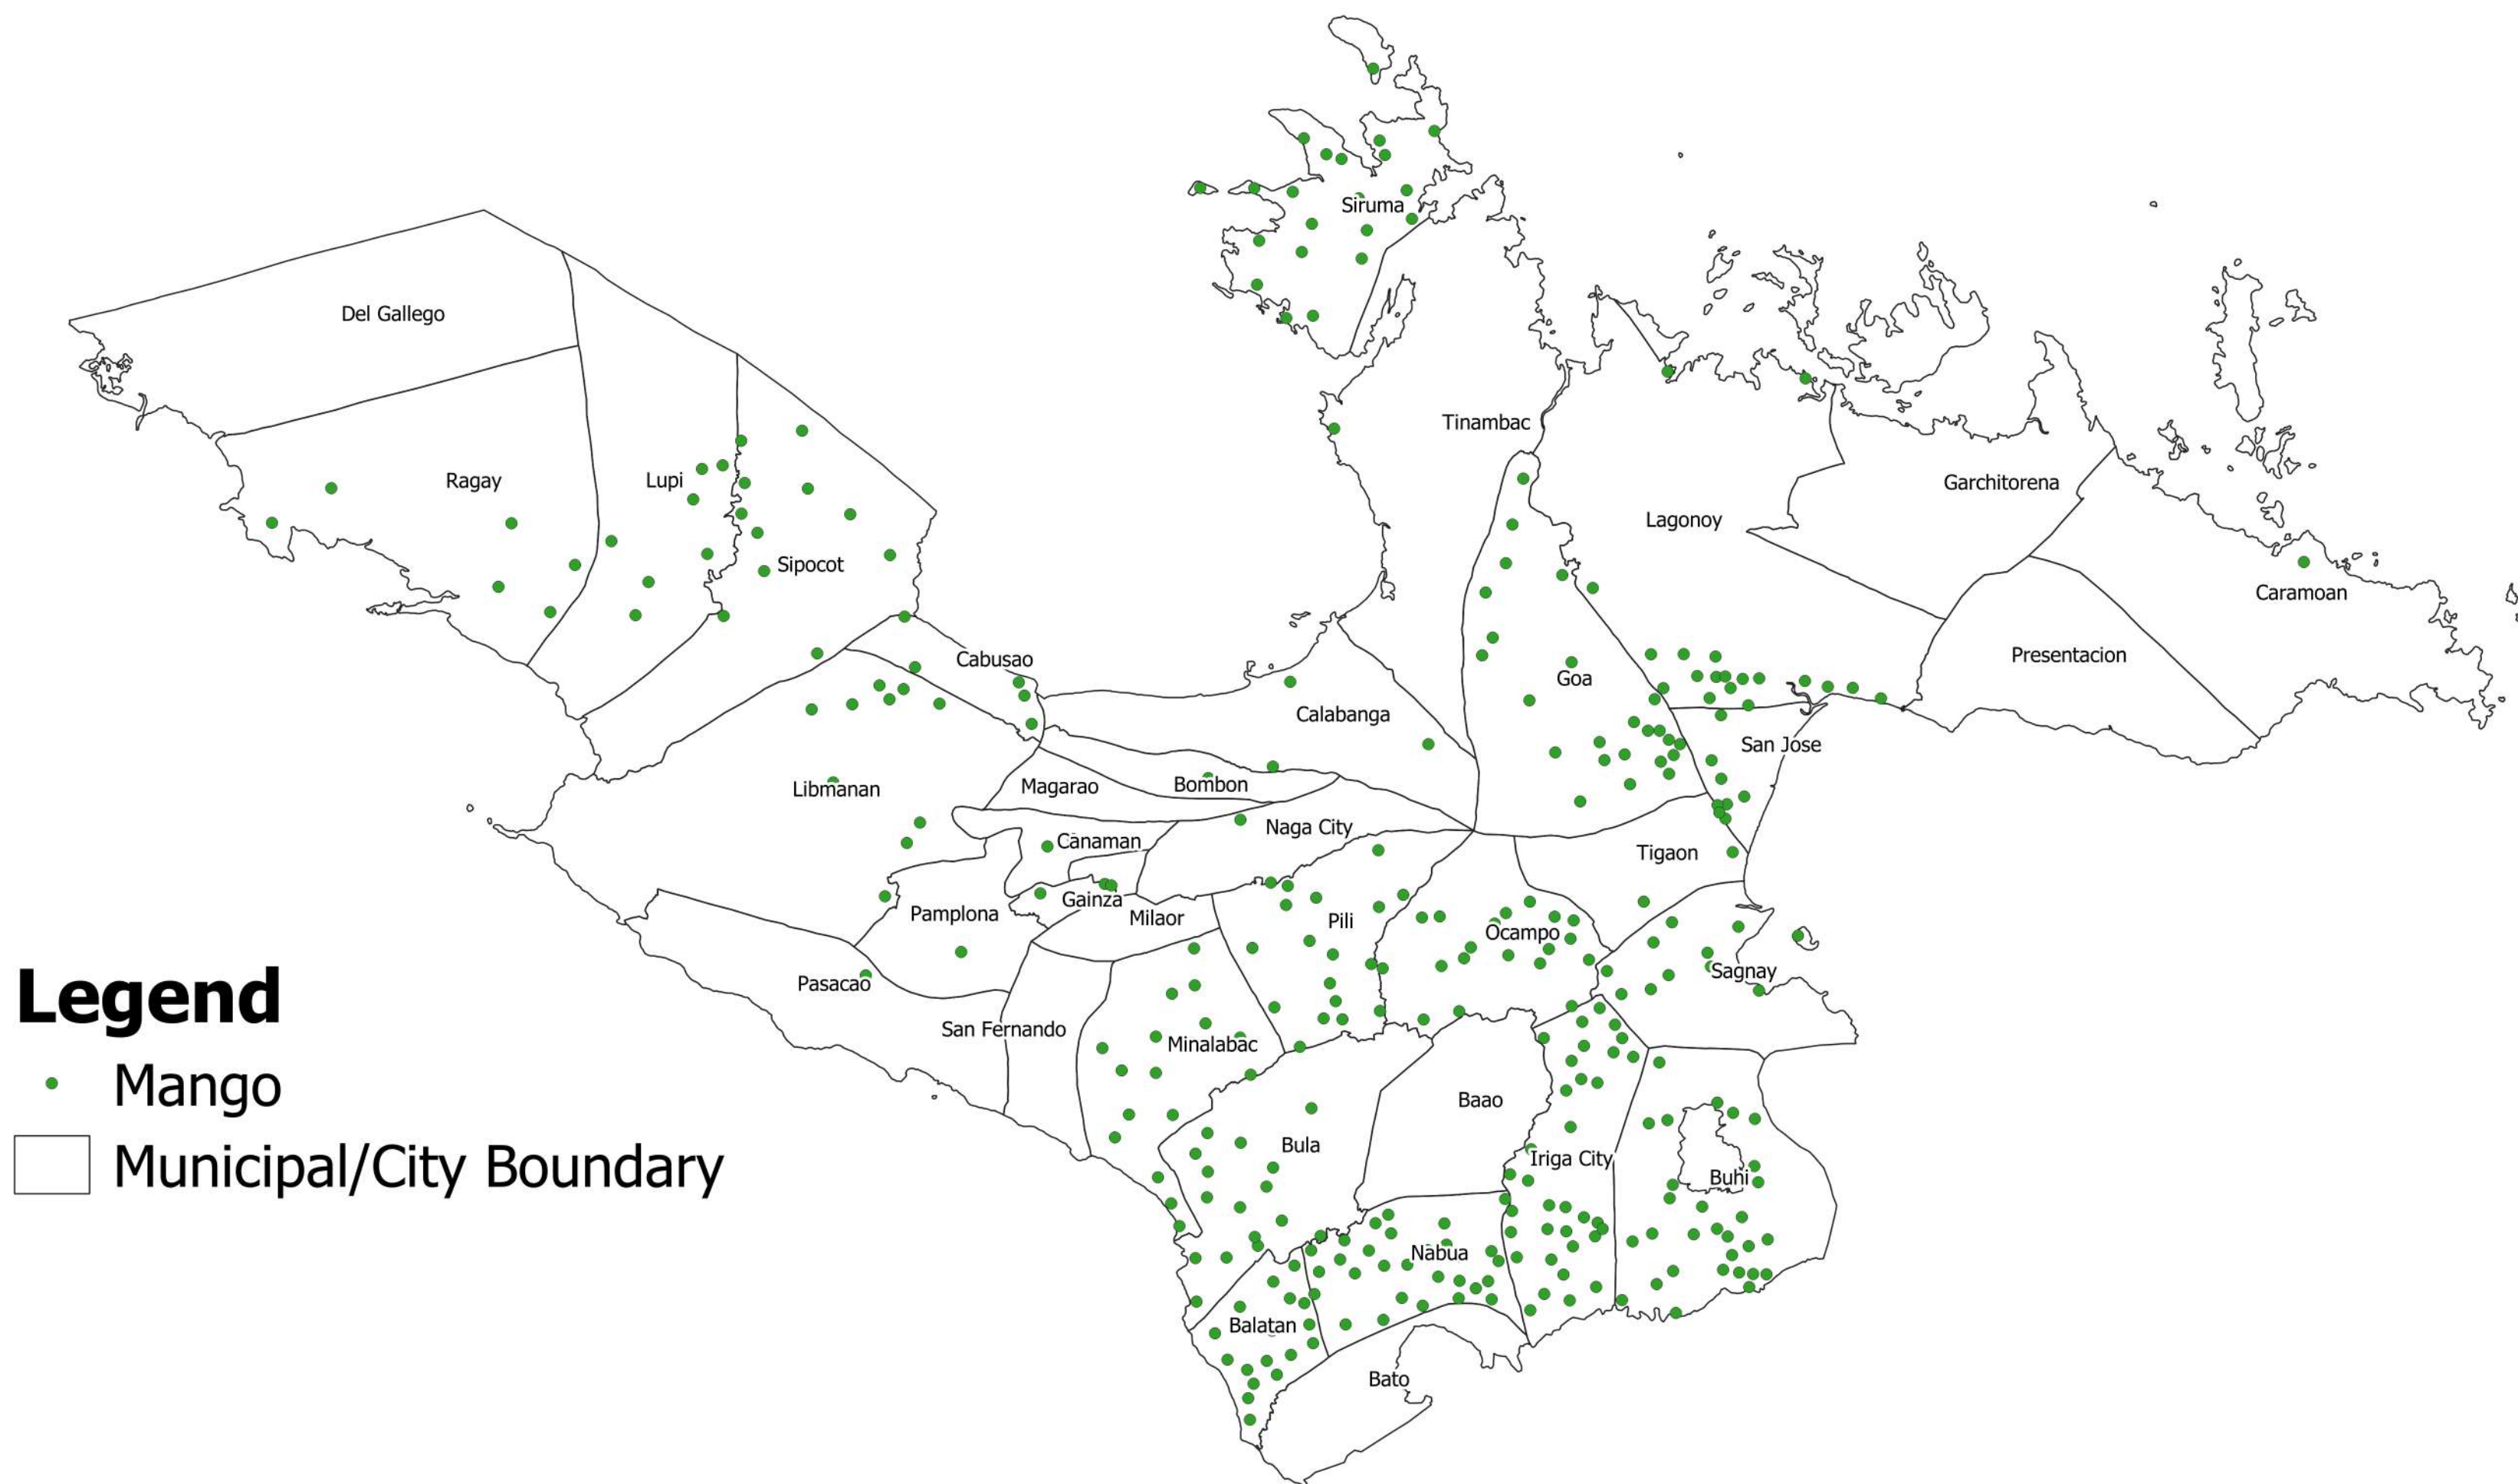 Siruma
Del Gallego
Tinambac
Ragay
Lupi
Garchitorena
Lagonoy
Sipocot
Caramoan
Cabusao
Presentacion
Goa
Calabanga
San Jose
Libmanan
Magarao
Bombon
Naga City
Canaman
Tigaon
Gainza
Pamplona
Milaor
Pili
Ocampo
Sagnay
Pasacao
San Fernando
Minalabac
Baao
Bula
Iriga City
Buhi
Nabua
Balatan
Bato
Legend
Mango
Municipal/City Boundary